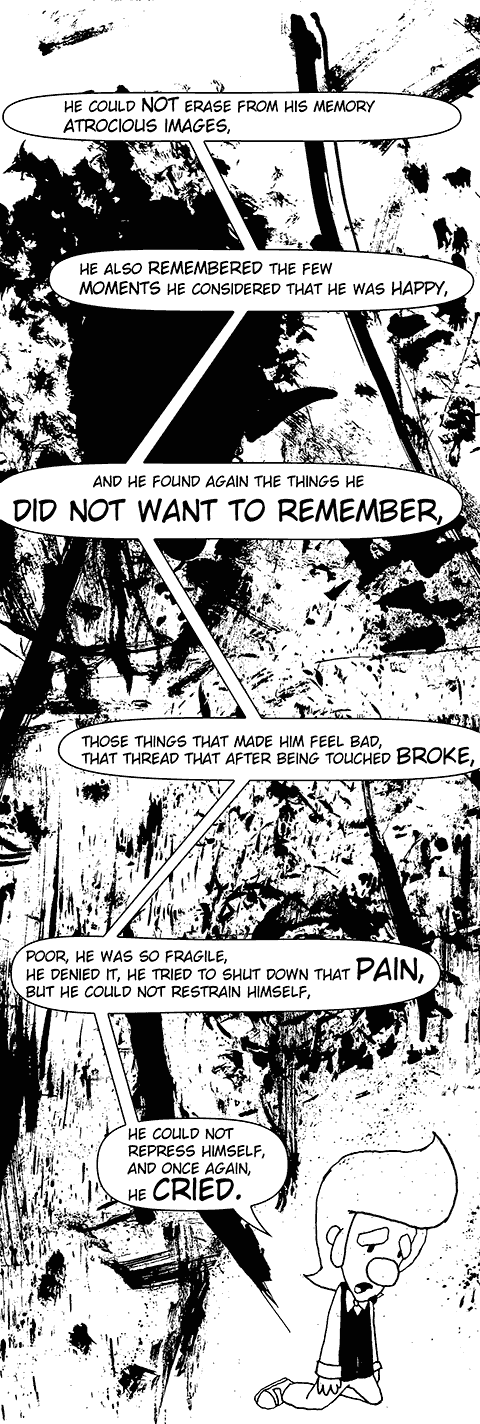 HE COULD NOT ERASE FROM HIS MEMORY
ATROCIOUS IMAGES,
HE ALSO REMEMBERED THE FEW
MOMENTS HE CONSIDERED THAT HE WAS HAPPY,
AND HE FOUND AGAIN THE THINGS HE
DID NOT WANT TO REMEMBER,
THOSE THINGS THAT MADE HIM FEEL BAD,
THAT THREAD THAT AFTER BEING TOUCHED BROKE,
POOR, HE WAS SO FRAGILE,
HE DENIED IT, HE TRIED TO SHUT DOWN THAT PAIN,
BUT HE COULD NOT RESTRAIN HIMSELF,
HE COULD NOT
REPRESS HIMSELF,
AND ONCE AGAIN,
HE CRIED.